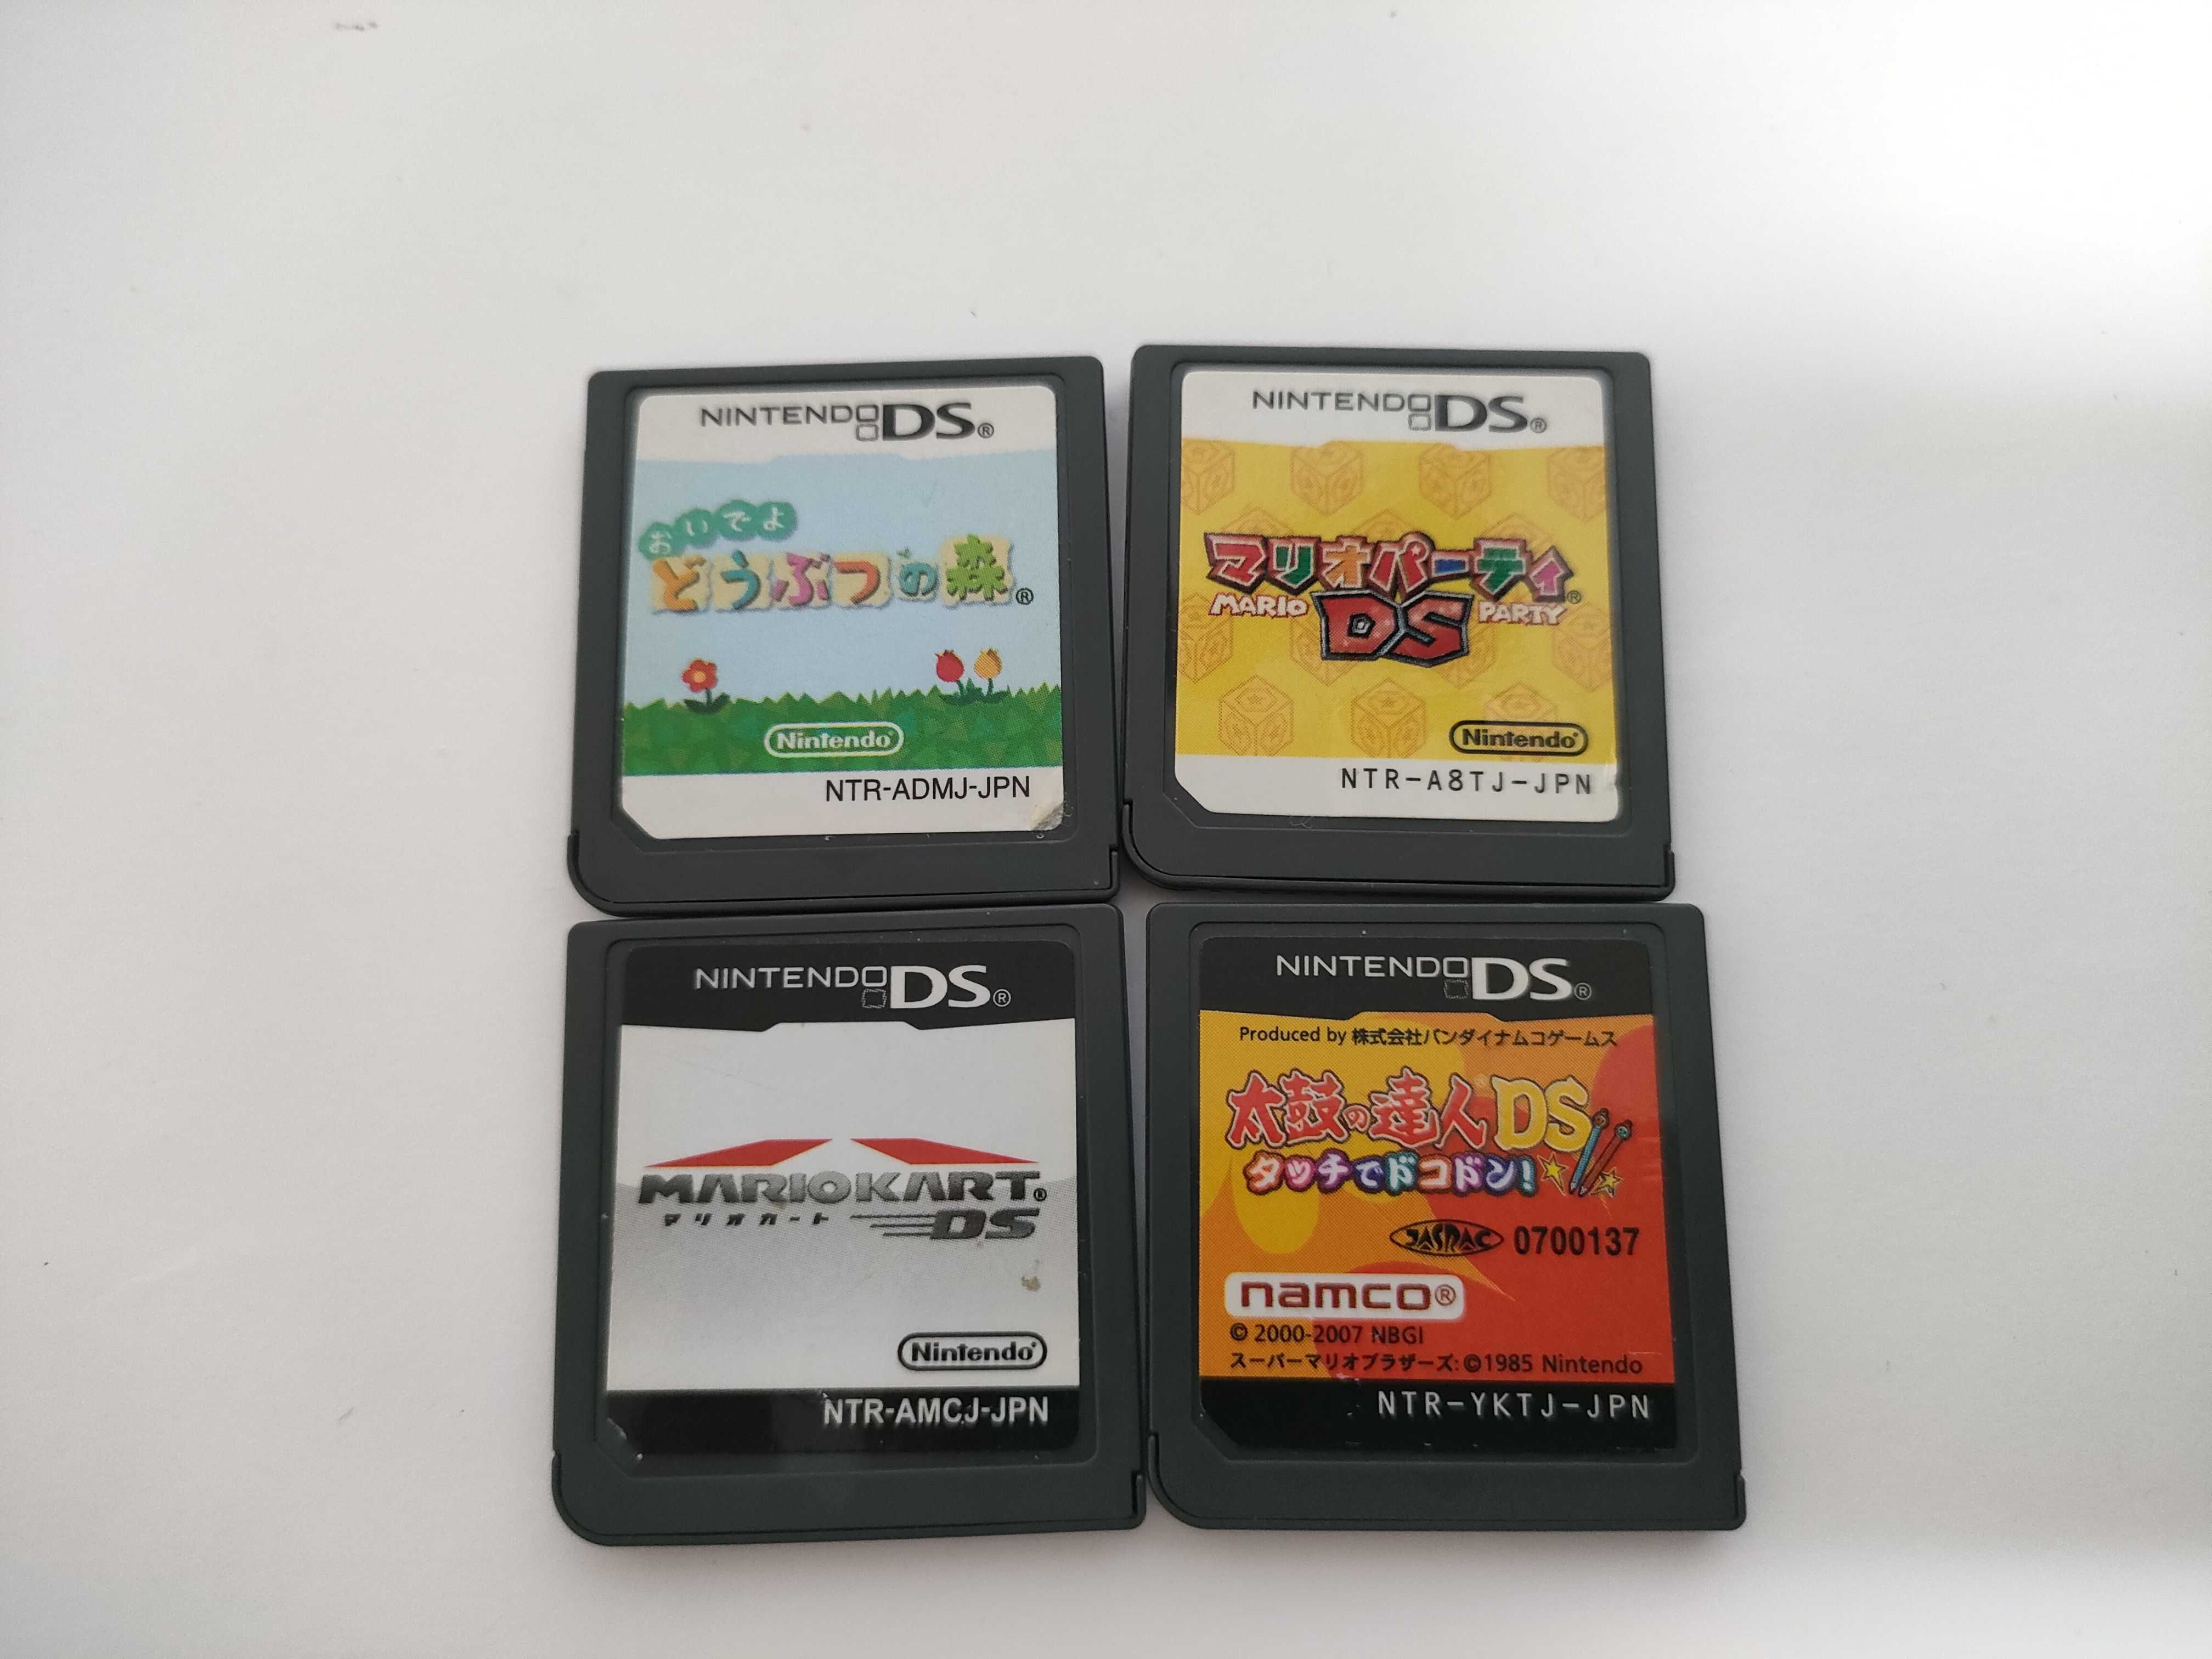 NINTENDO DS®
おいでよ
どうぶつの森®
Nintendo®
NTR-ADMJ-JPN
NINTENDO DS®
マリオパーティ®
MARIO DS PARTY
Nintendo®
NTR-A8TJ-JPN
NINTENDO DS®
MARIOKART®
マリオカート DS
Nintendo®
NTR-AMCJ-JPN
NINTENDO DS®
Produced by 株式会社バンダイナムコゲームス
太鼓の達人®DS
タッチでドコドン!
JASRAC 0700137
namco®
© 2000-2007 NBGI
スーパーマリオブラザーズ:©1985 Nintendo
NTR-YKTJ-JPN